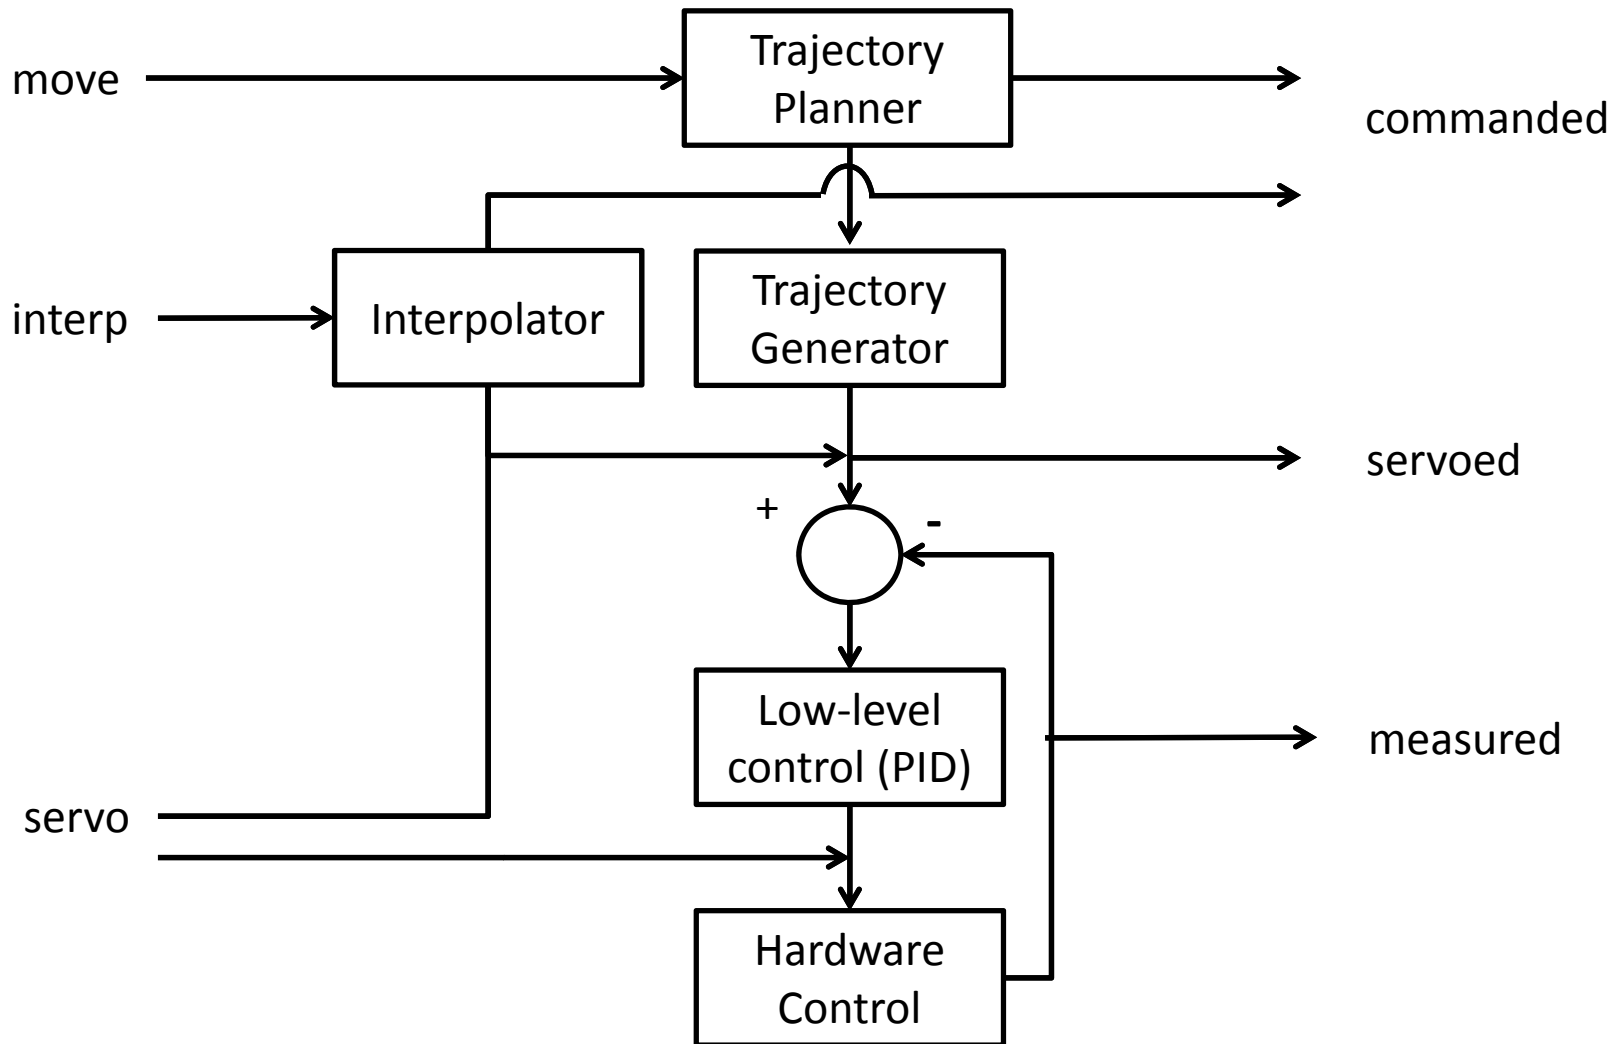 move
Trajectory
Planner
commanded
interp
Interpolator
Trajectory
Generator
servoed
+
-
Low-level
control (PID)
measured
servo
Hardware
Control